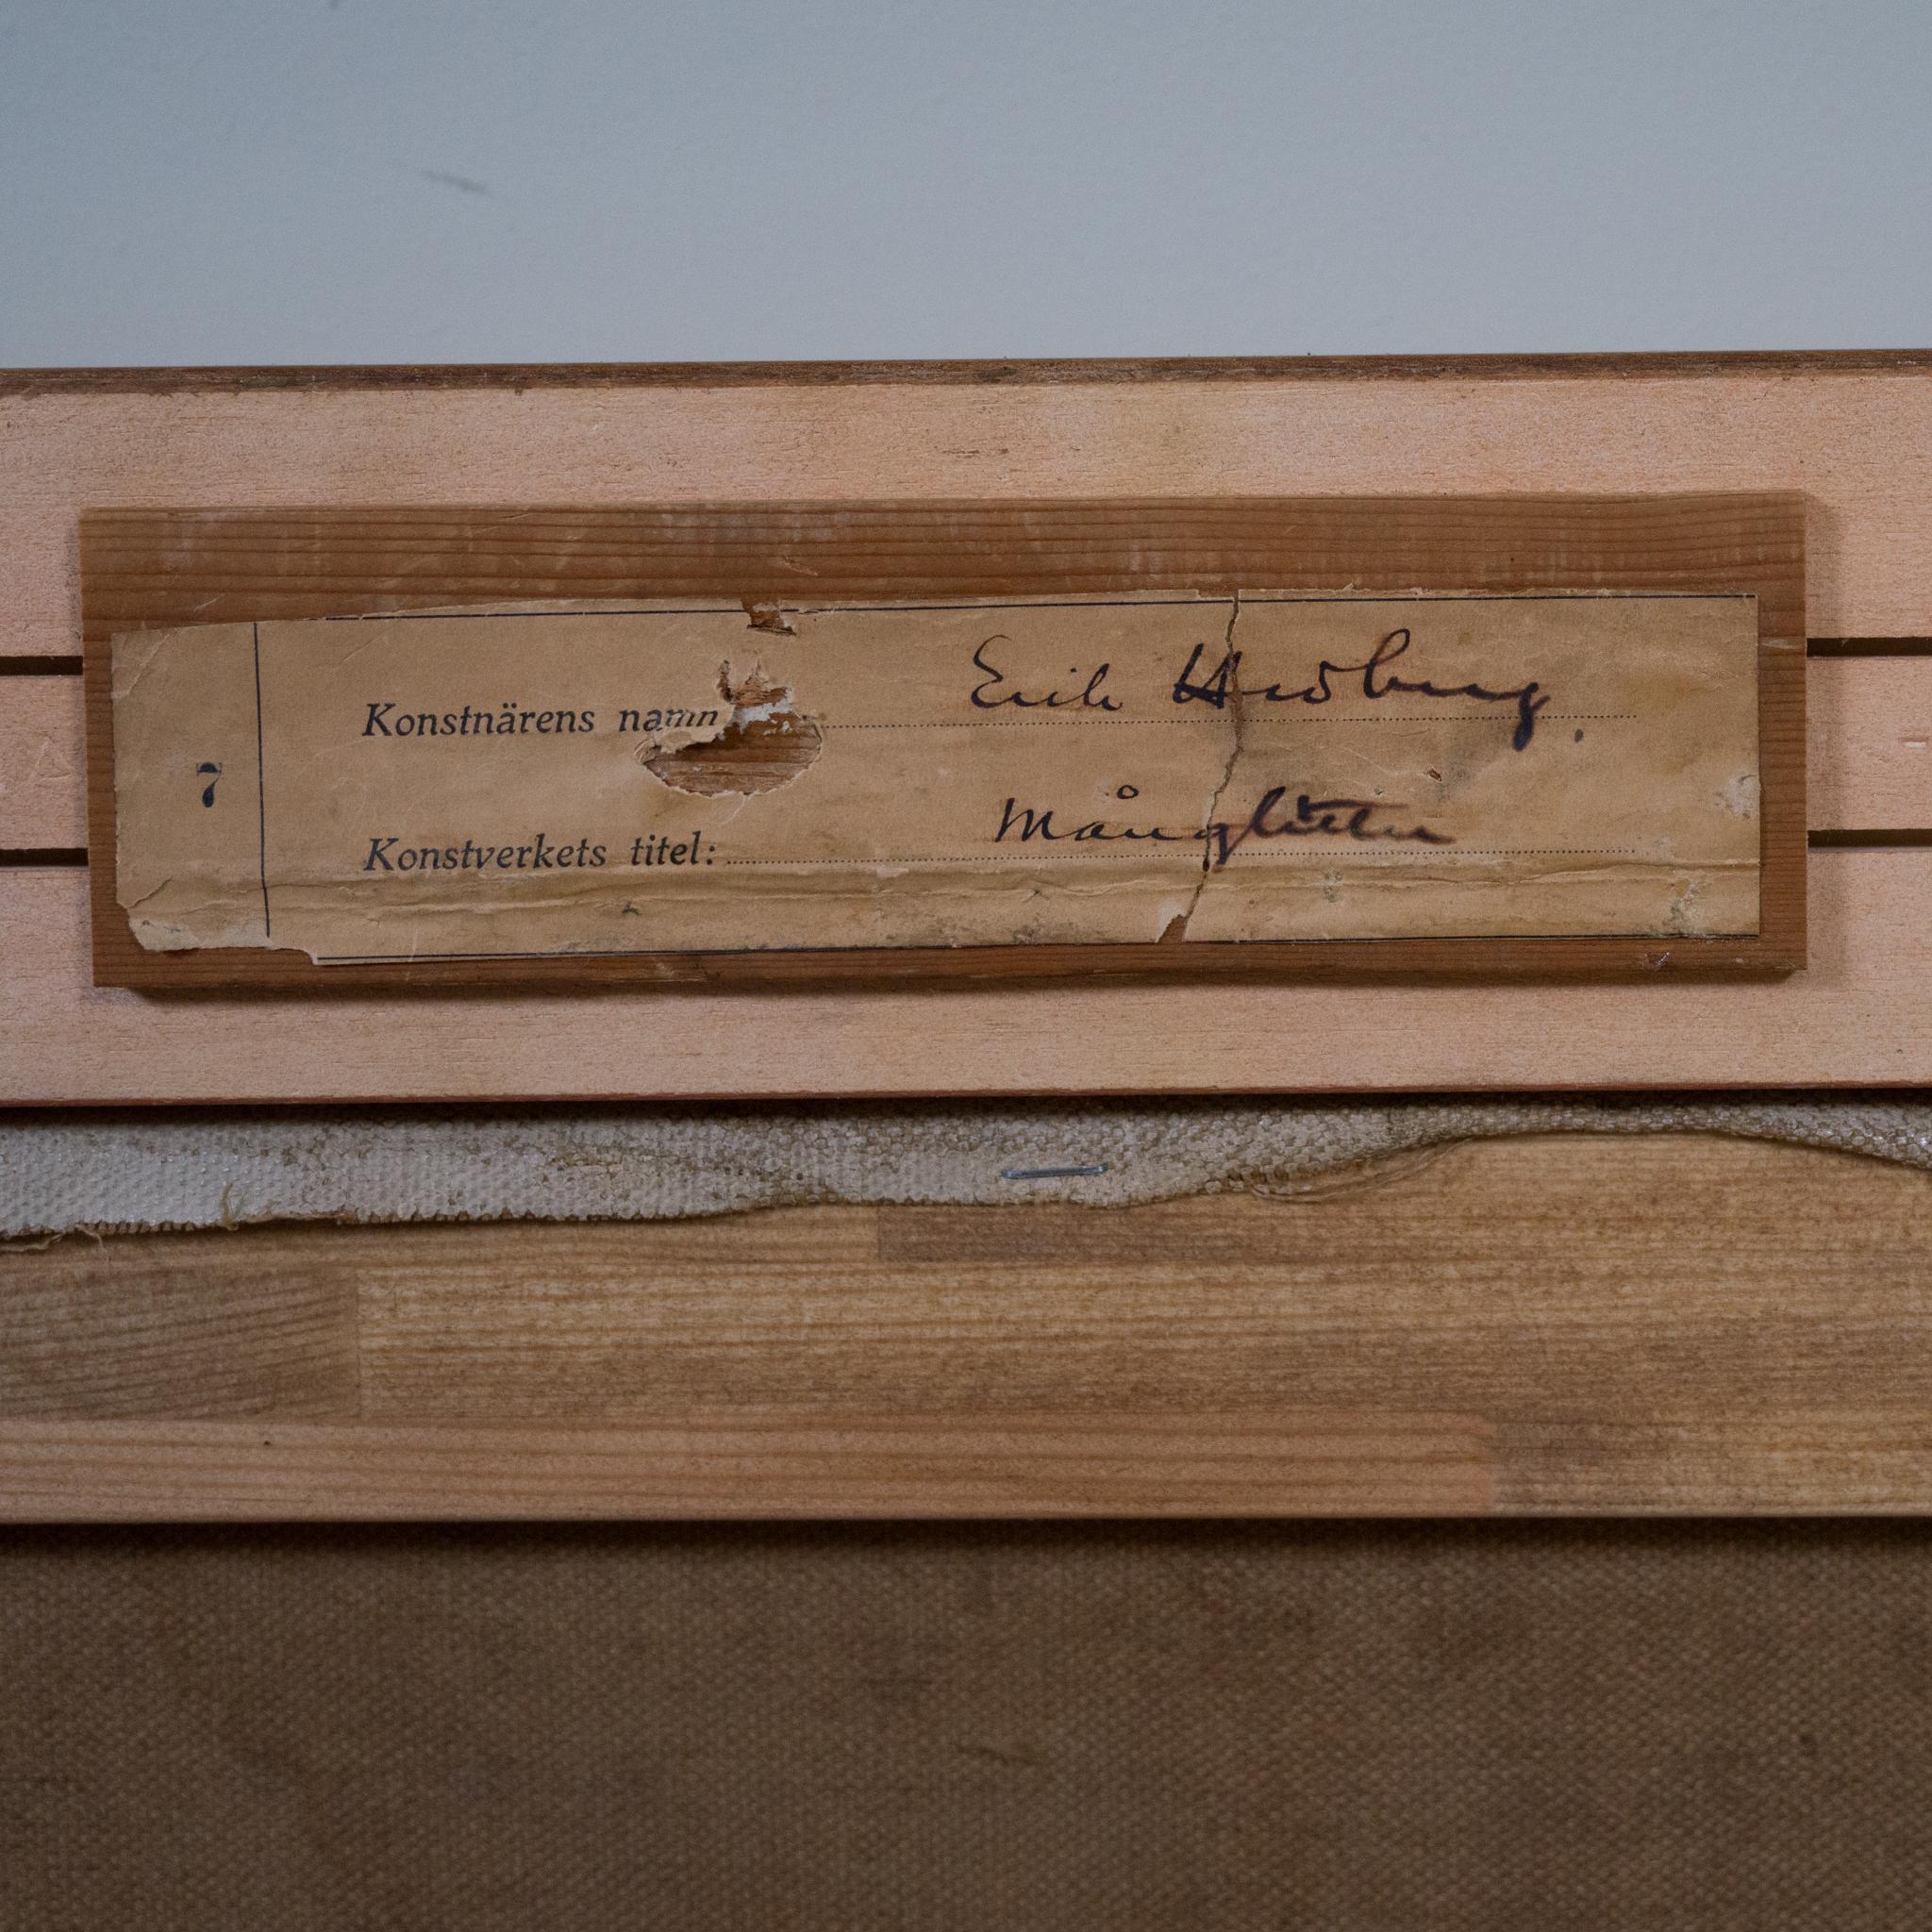 7
Konstnärens namn Erik Hedberg.
Konstverkets titel: Månglitter